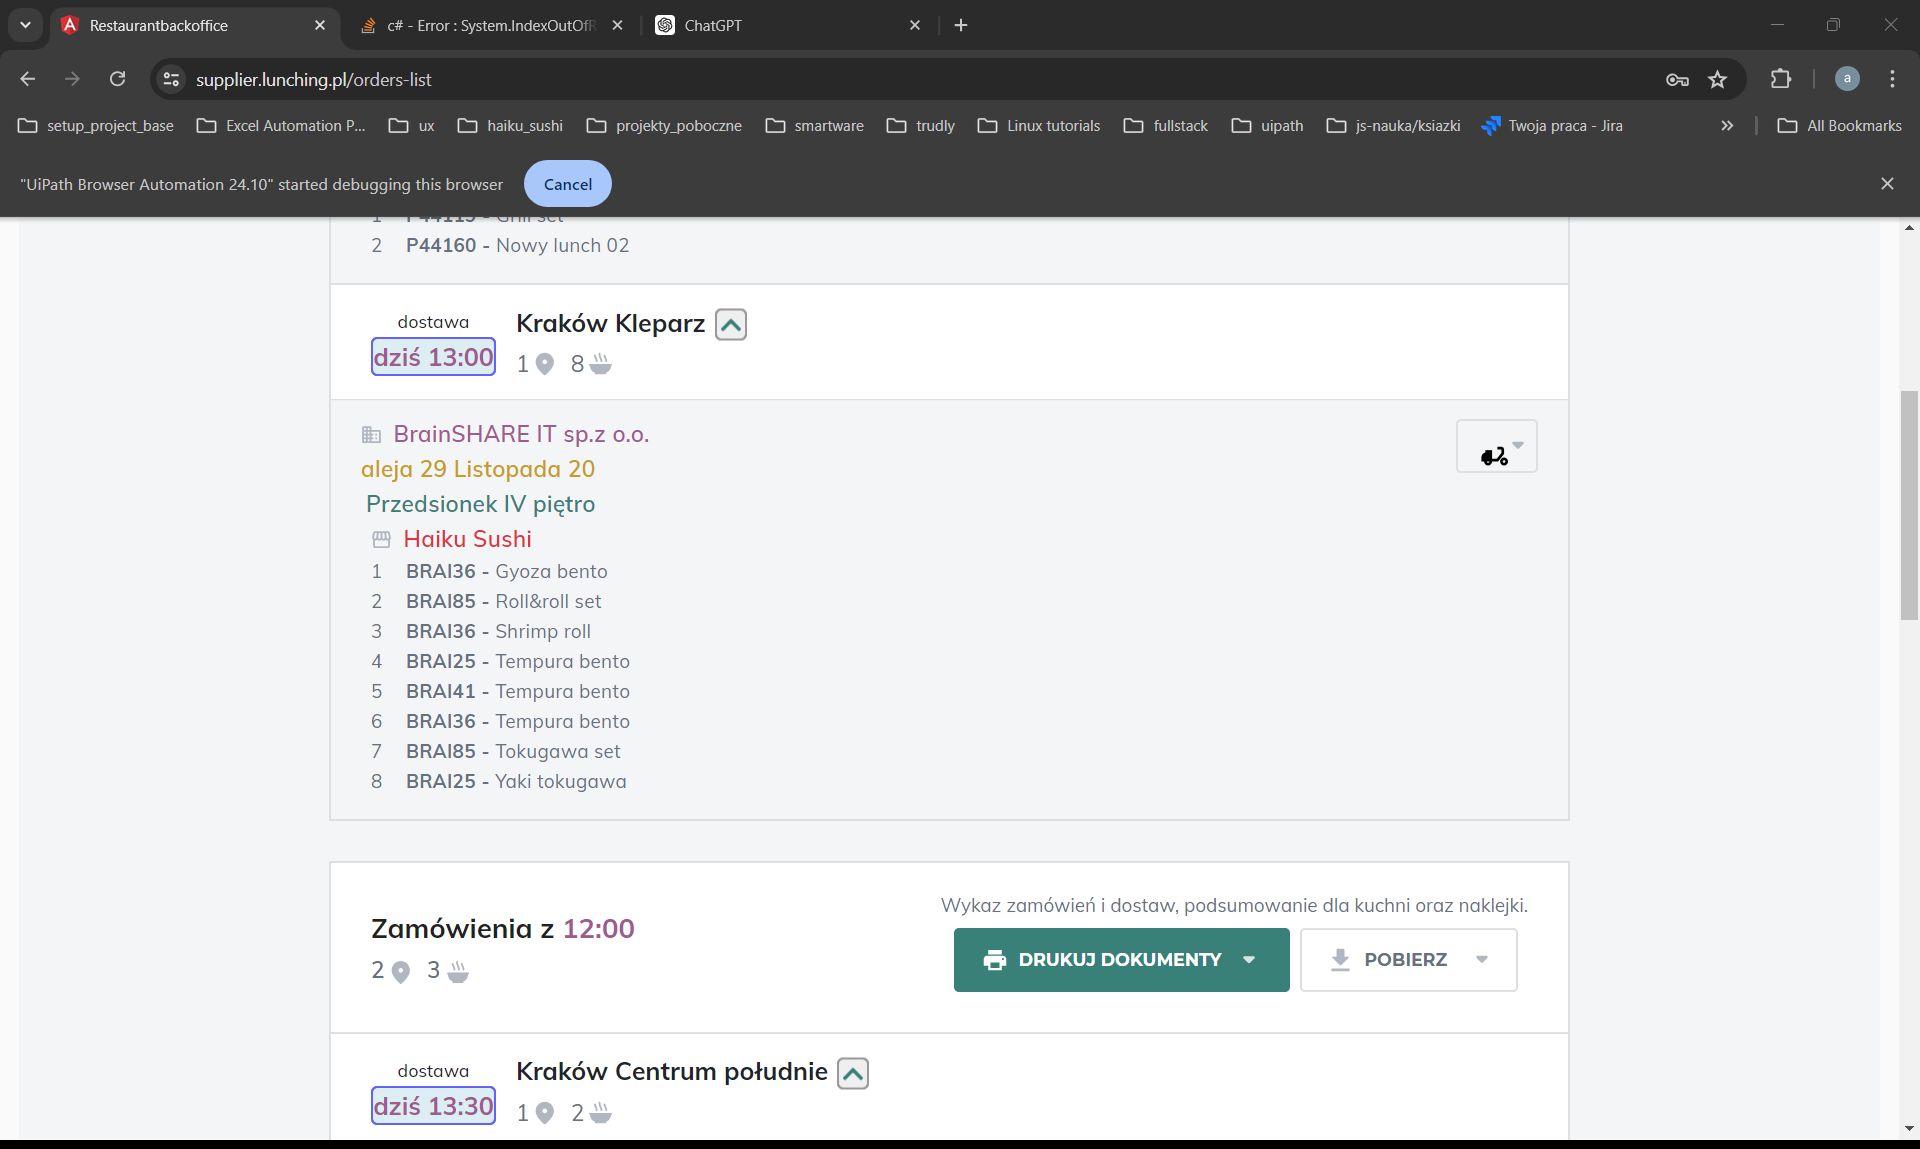 Restaurantbackoffice
c# - Error : System.IndexOutOfR
ChatGPT
supplier.lunching.pl/orders-list
a
setup_project_base
Excel Automation P...
ux
haiku_sushi
projekty_poboczne
smartware
trudly
Linux tutorials
fullstack
uipath
js-nauka/ksiazki
Twoja praca - Jira
All Bookmarks
"UiPath Browser Automation 24.10" started debugging this browser
Cancel
1 P44115 - Grill set
2 P44160 - Nowy lunch 02
dostawa
dziś 13:00
Kraków Kleparz
1 8
BrainSHARE IT sp.z o.o.
aleja 29 Listopada 20
Przedsionek IV piętro
Haiku Sushi
1 BRAI36 - Gyoza bento
2 BRAI85 - Roll&roll set
3 BRAI36 - Shrimp roll
4 BRAI25 - Tempura bento
5 BRAI41 - Tempura bento
6 BRAI36 - Tempura bento
7 BRAI85 - Tokugawa set
8 BRAI25 - Yaki tokugawa
Zamówienia z 12:00
2 3
Wykaz zamówień i dostaw, podsumowanie dla kuchni oraz naklejki.
DRUKUJ DOKUMENTY
POBIERZ
dostawa
dziś 13:30
Kraków Centrum południe
1 2